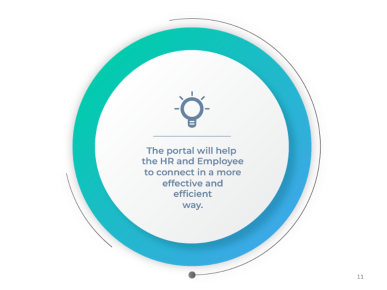 The portal will help
the HR and Employee
to connect in a more
effective and
efficient
way.
11